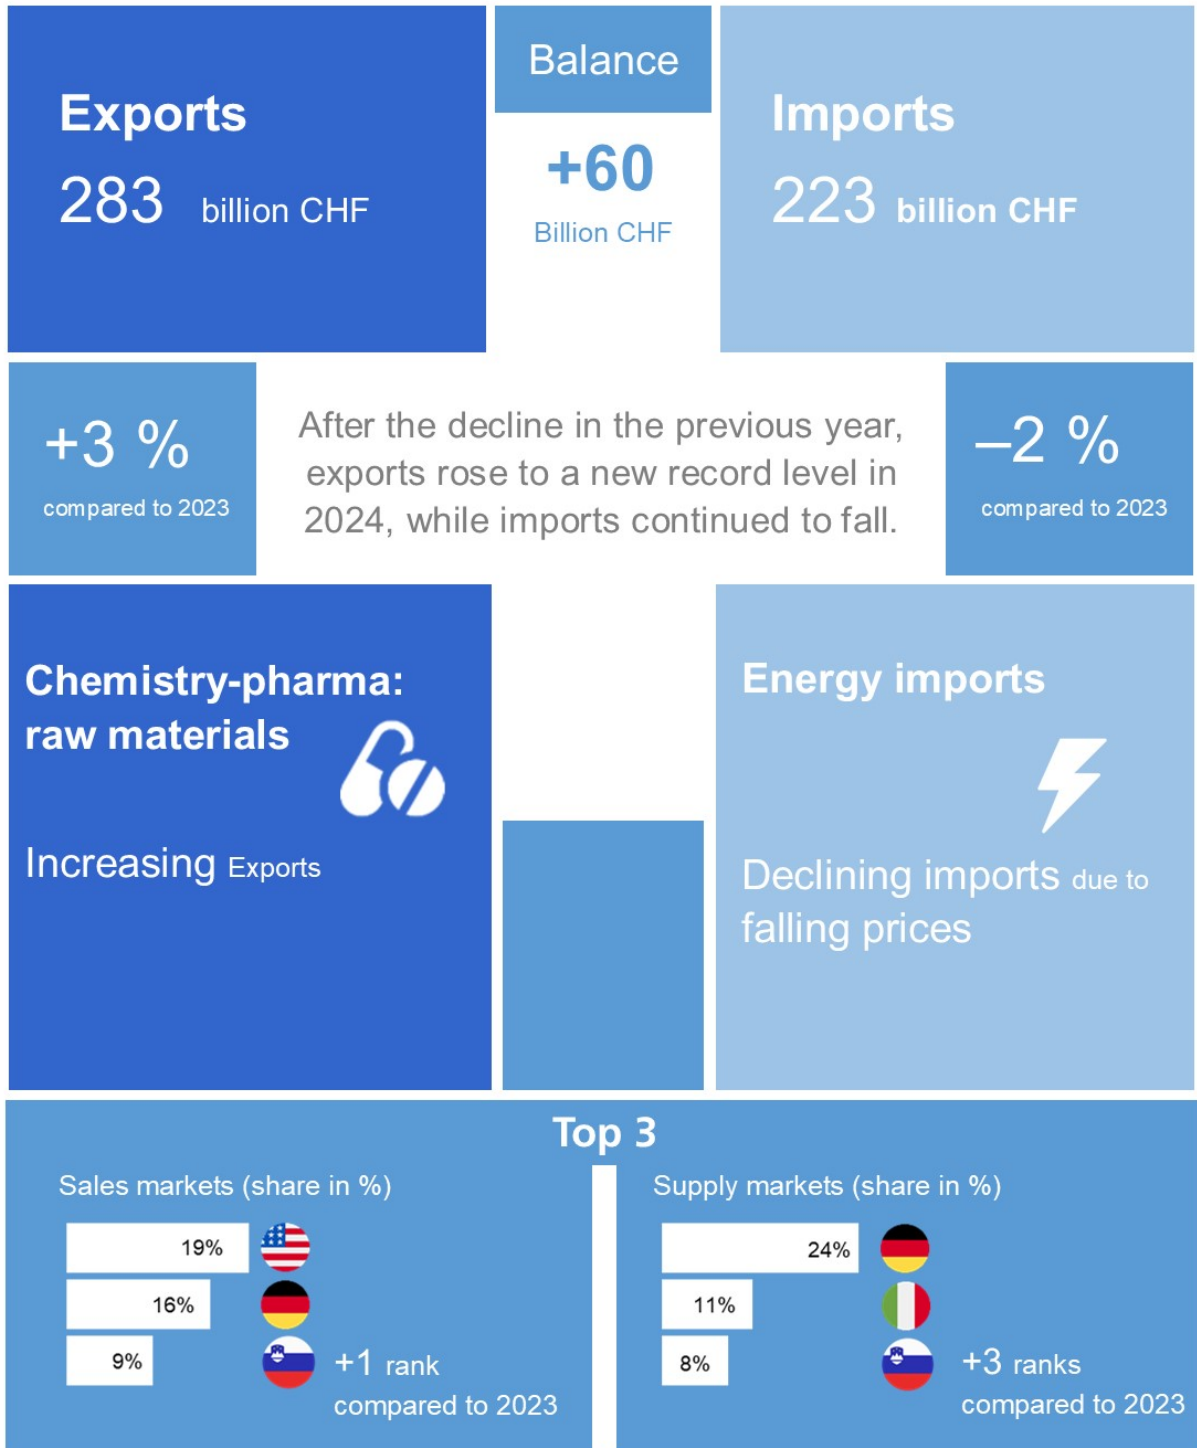 Exports
283 billion CHF
Balance
+60
Billion CHF
Imports
223 billion CHF
+3 %
compared to 2023
After the decline in the previous year,
exports rose to a new record level in
2024, while imports continued to fall.
–2 %
compared to 2023
Chemistry-pharma:
raw materials
Increasing Exports
Energy imports
Declining imports due to
falling prices
Top 3
Sales markets (share in %)
19%
16%
9%
+1 rank
compared to 2023
Supply markets (share in %)
24%
11%
8%
+3 ranks
compared to 2023